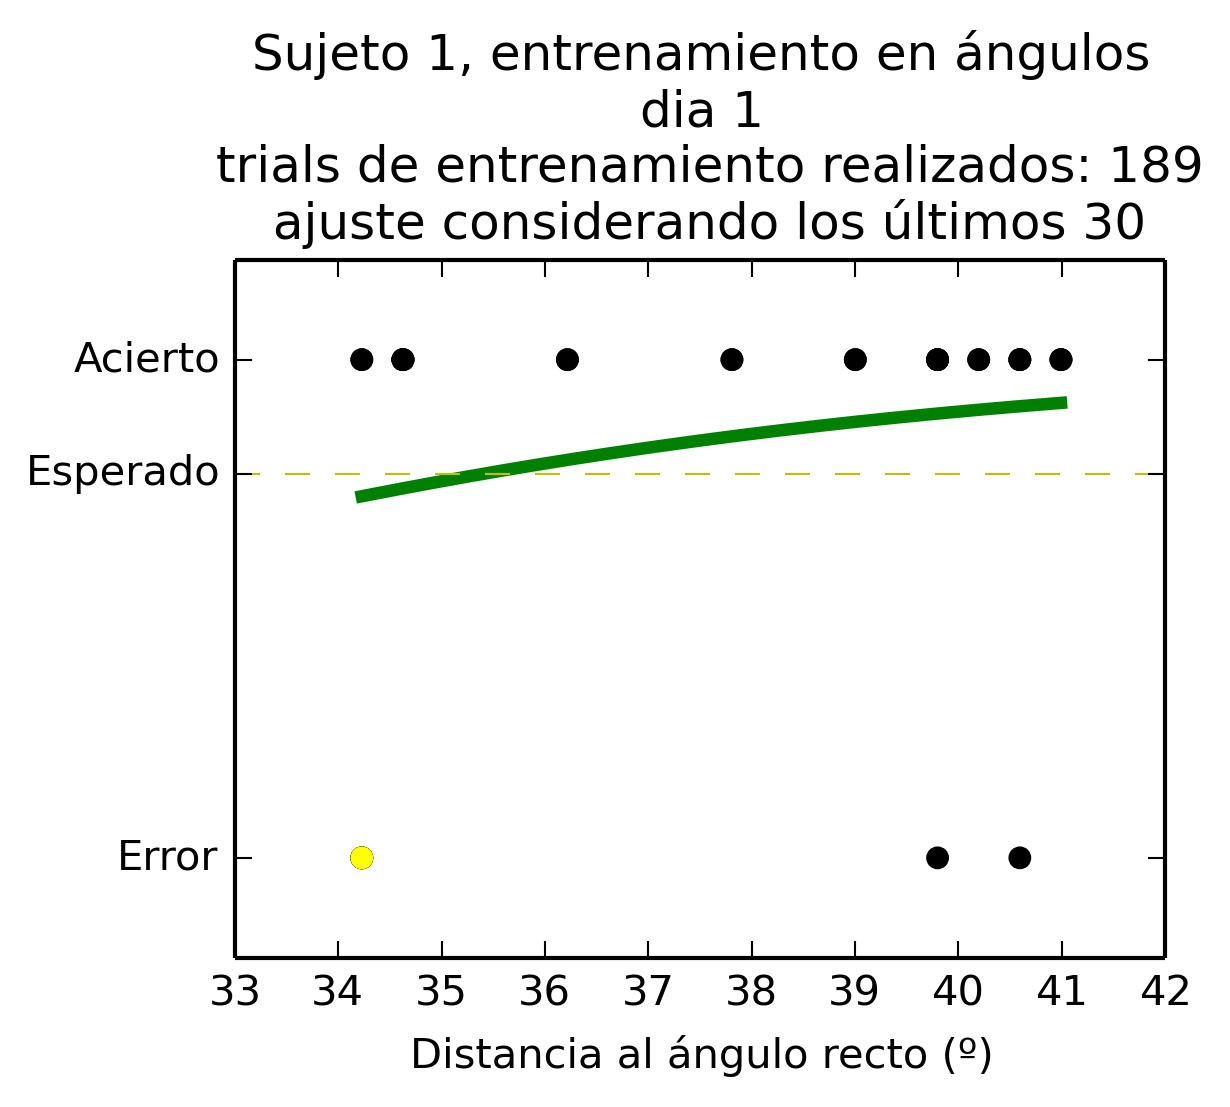 Sujeto 1, entrenamiento en ángulos
dia 1
trials de entrenamiento realizados: 189
ajuste considerando los últimos 30
Acierto
Esperado
Error
33 34 35 36 37 38 39 40 41 42
Distancia al ángulo recto (º)